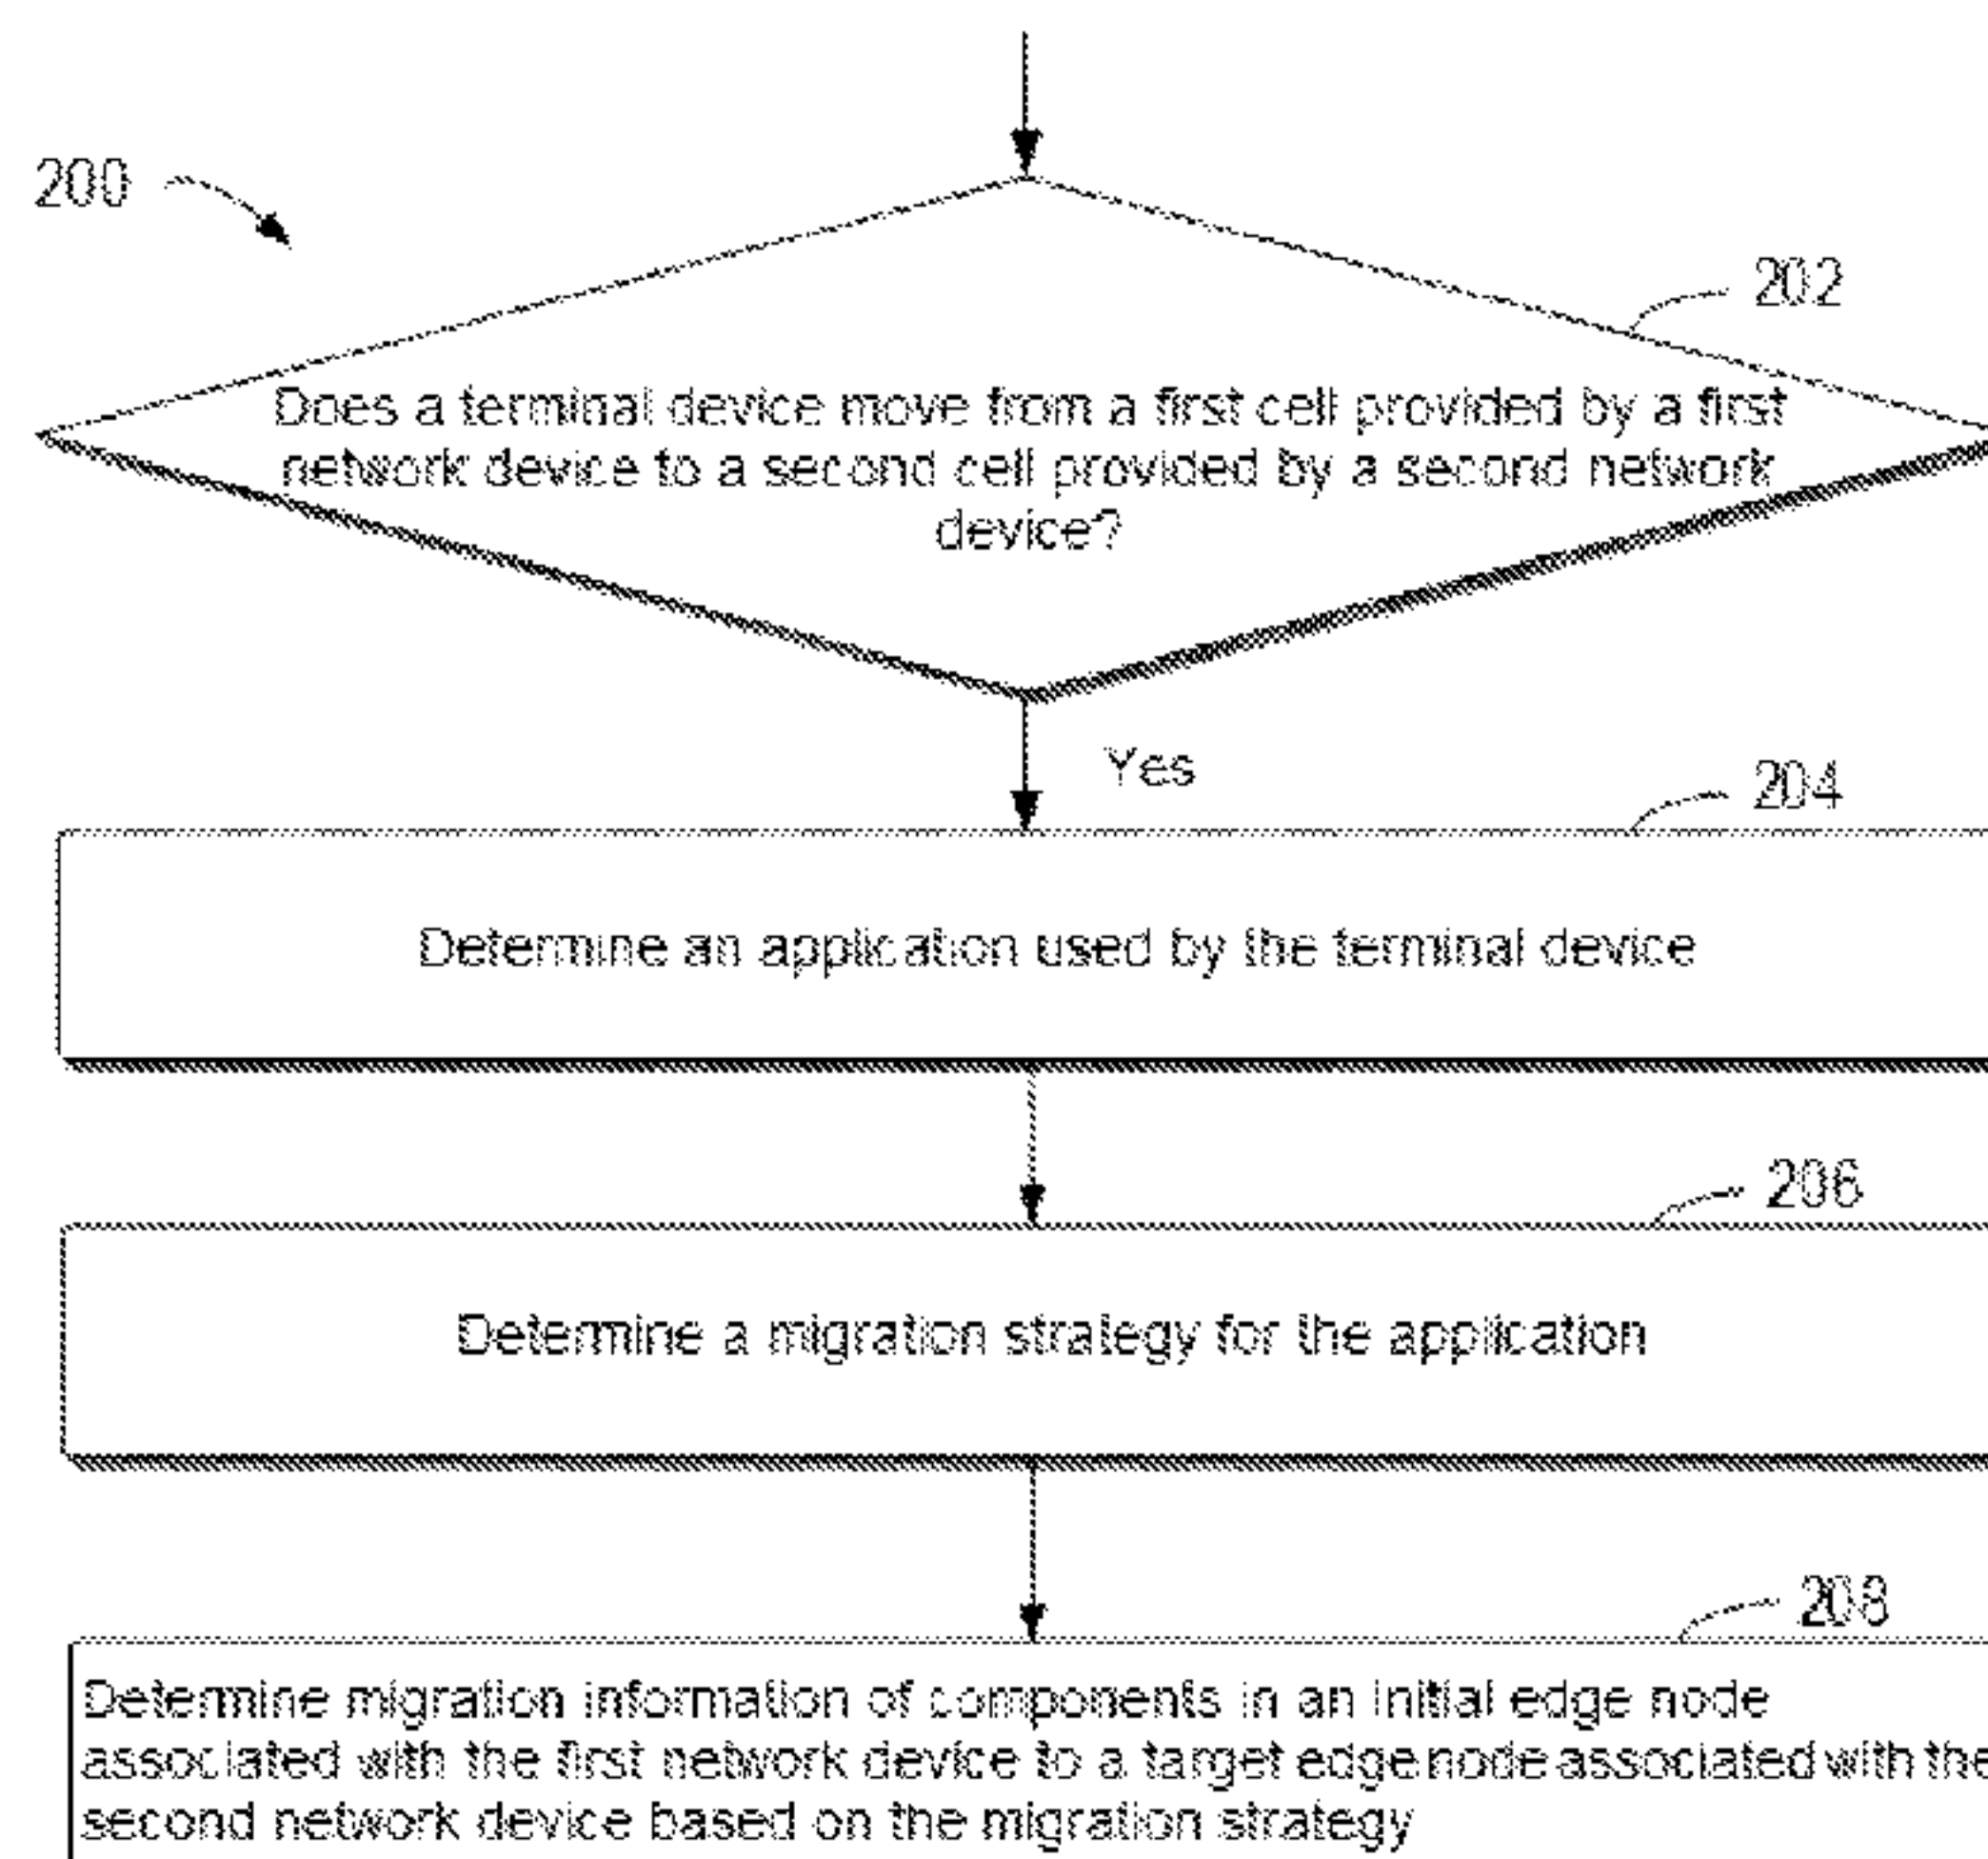 200
202
Does a terminal device move from a first cell provided by a first
network device to a second cell provided by a second network
device?
Yes
204
Determine an application used by the terminal device
206
Determine a migration strategy for the application
208
Determine migration information of components in an initial edge node
associated with the first network device to a target edge node associated with the
second network device based on the migration strategy